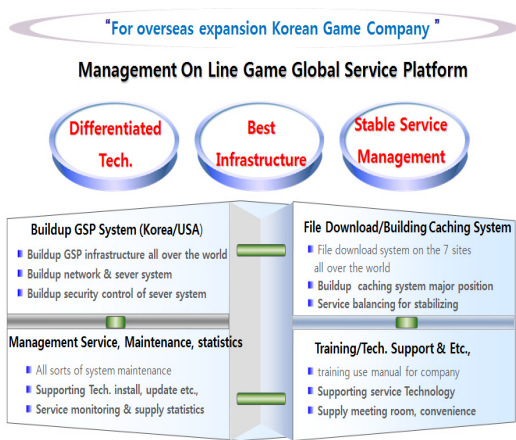 “For overseas expansion Korean Game Company ”
Management On Line Game Global Service Platform
Differentiated
Tech.
Best
Infrastructure
Stable Service
Management
Buildup GSP System (Korea/USA)
Buildup GSP infrastructure all over the world
Buildup network & sever system
Buildup security control of sever system
File Download/Building Caching System
File download system on the 7 sites
all over the world
Buildup caching system major position
Service balancing for stabilizing
Management Service, Maintenance, statistics
All sorts of system maintenance
Supporting Tech. install, update etc.,
Service monitoring & supply statistics
Training/Tech. Support & Etc.,
training use manual for company
Supporting service Technology
Supply meeting room, convenience